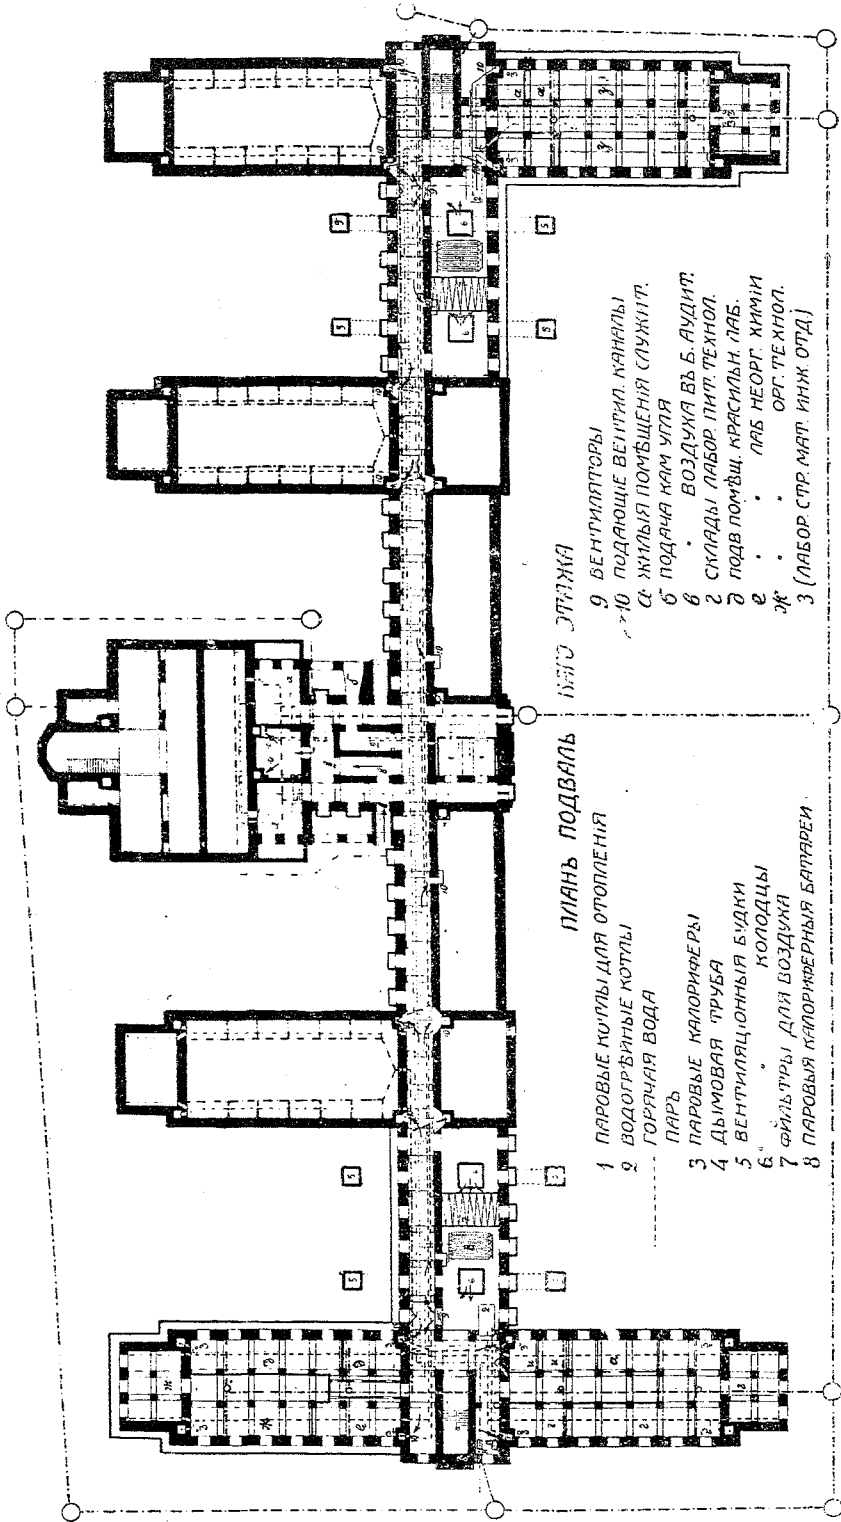 ПЛАНЪ ПОДВАЛЬНАГО ЭТАЖА
1 ПАРОВЫЕ КОТЛЫ ДЛЯ ОТОПЛЕНІЯ
2 ВОДОГРѢЙНЫЕ КОТЛЫ
ГОРЯЧАЯ ВОДА
ПАРЪ
3 ПАРОВЫЕ КАЛОРИФЕРЫ
4 ДЫМОВАЯ ТРУБА
5 ВЕНТИЛЯЦІОННЫЯ БУДКИ
6 " · КОЛОДЦЫ
7 ФИЛЬТРЫ ДЛЯ ВОЗДУХА
8 ПАРОВЫЯ КАЛОРИФЕРНЫЯ БАТАРЕИ
9 ВЕНТИЛЯТОРЫ
10 ПОДАЮЩІЕ ВЕНТИЛ. КАНАЛЫ
а ЖИЛЫЯ ПОМѢЩЕНІЯ СЛУЖИТ.
б ПОДАЧА КАМ УГЛЯ
в · ВОЗДУХА ВЪ Б. АУДИТ.
г СКЛАДЫ ЛАБОР. ПИТ. ТЕХНОЛ.
д ПОДВ ПОМѢЩ. КРАСИЛЬН. ЛАБ.
е · · ЛАБ НЕОРГ. ХИМІИ
ж · · ОРГ. ТЕХНОЛ.
З (ЛАБОР. СТР. МАТ. ИНЖ. ОТД)